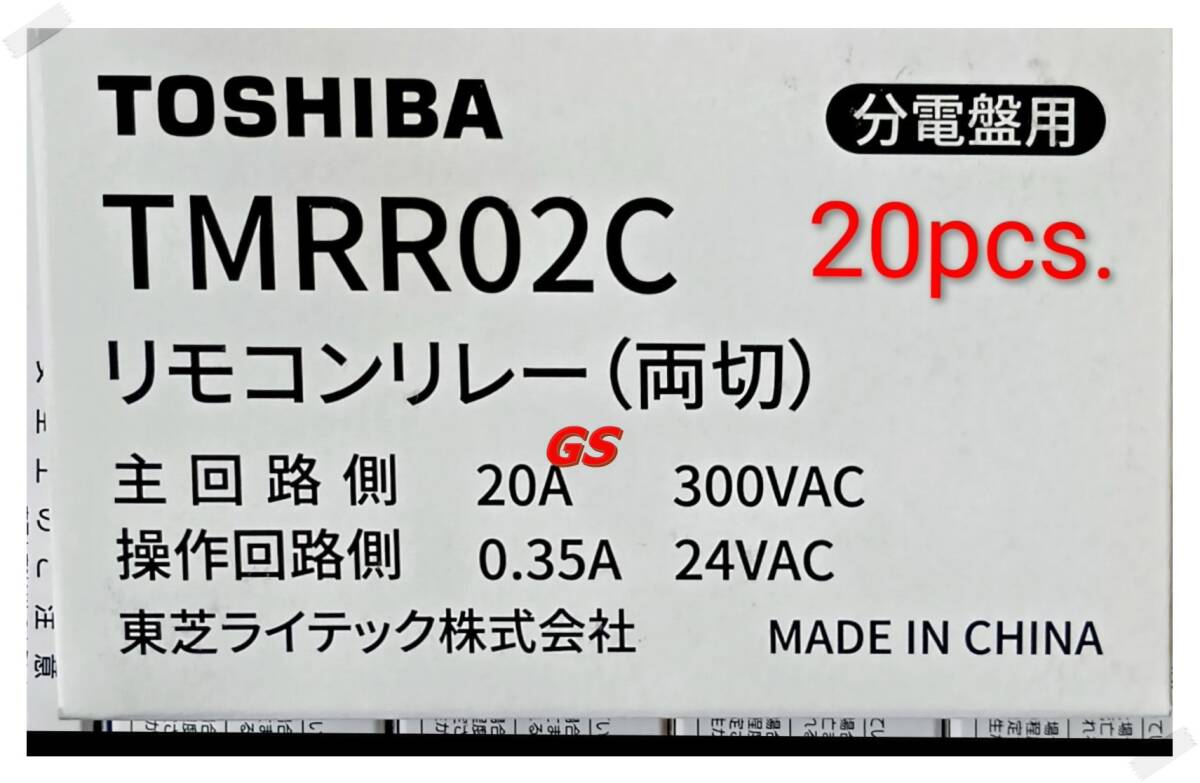 TOSHIBA
分電盤用
TMRR02C
20pcs.
リモコンリレー(両切)
GS
主回路側 20A 300VAC
操作回路側 0.35A 24VAC
東芝ライテック株式会社
MADE IN CHINA